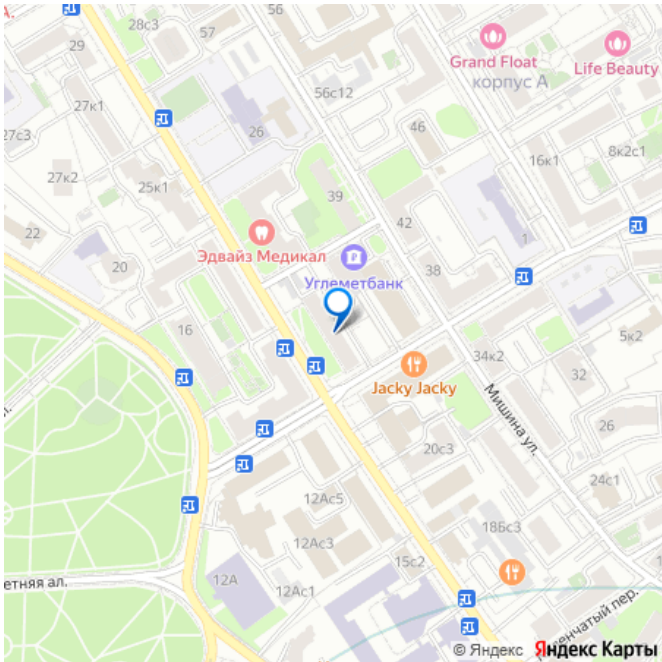 А.
28с3
57
56с12
Grand Float
корпус А
Life Beauty
27к1
27с3
26
46
8к2с1
16к1
27к2
25к1
39
42
22
20
Эдвайз Медикал
Углеметбанк
1
38
16
5к2
34к2
32
Jacky Jacky
Мишина ул.
26
20с3
24с1
12Ас5
18Бс3
12Ас3
15с2
12А
12Ас1
етняя ал.
енчатый пер.
© Яндекс Яндекс Карты